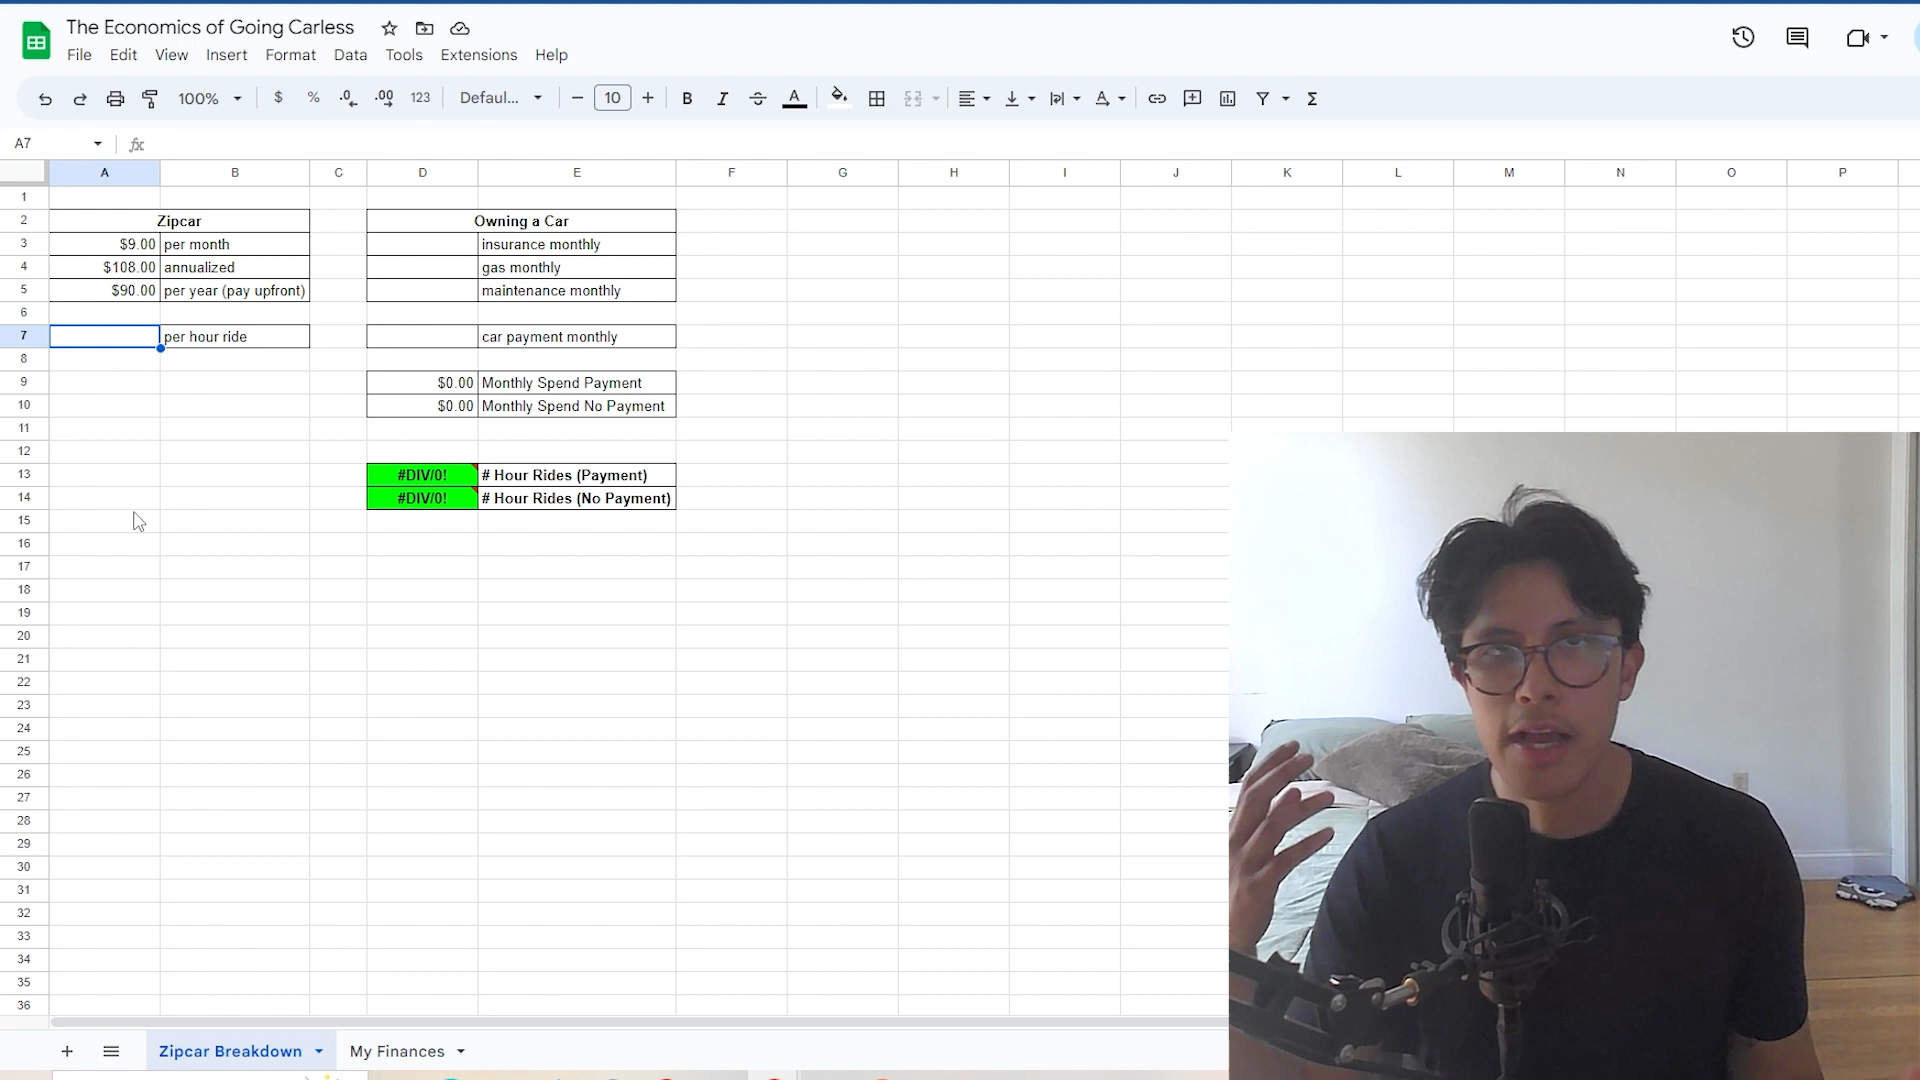 The Economics of Going Carless
File Edit View Insert Format Data Tools Extensions Help
100% $ % .0 .00 123 Defaul... 10 B I A A Σ
A7 fx
A B C D E F G H I J K L M N O P
1
2 Zipcar Owning a Car
3 $9.00 per month insurance monthly
4 $108.00 annualized gas monthly
5 $90.00 per year (pay upfront) maintenance monthly
6
7 per hour ride car payment monthly
8
9 $0.00 Monthly Spend Payment
10 $0.00 Monthly Spend No Payment
11
12
13 #DIV/0! # Hour Rides (Payment)
14 #DIV/0! # Hour Rides (No Payment)
15
16
17
18
19
20
21
22
23
24
25
26
27
28
29
30
31
32
33
34
35
36
Zipcar Breakdown My Finances